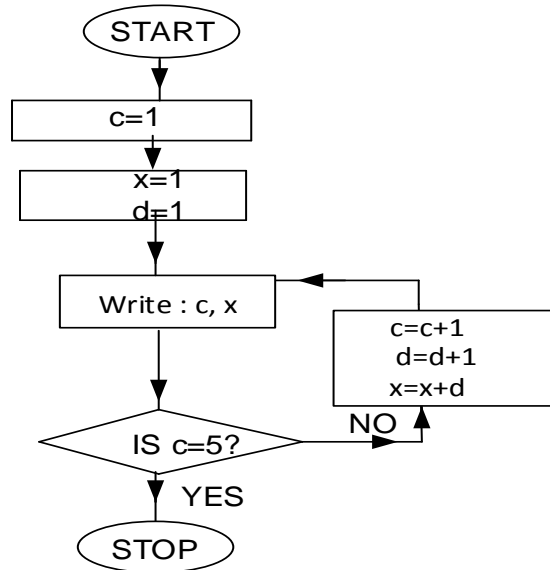 START
c=1
x=1
d=1
Write : c, x
c=c+1
d=d+1
x=x+d
IS c=5?
NO
YES
STOP